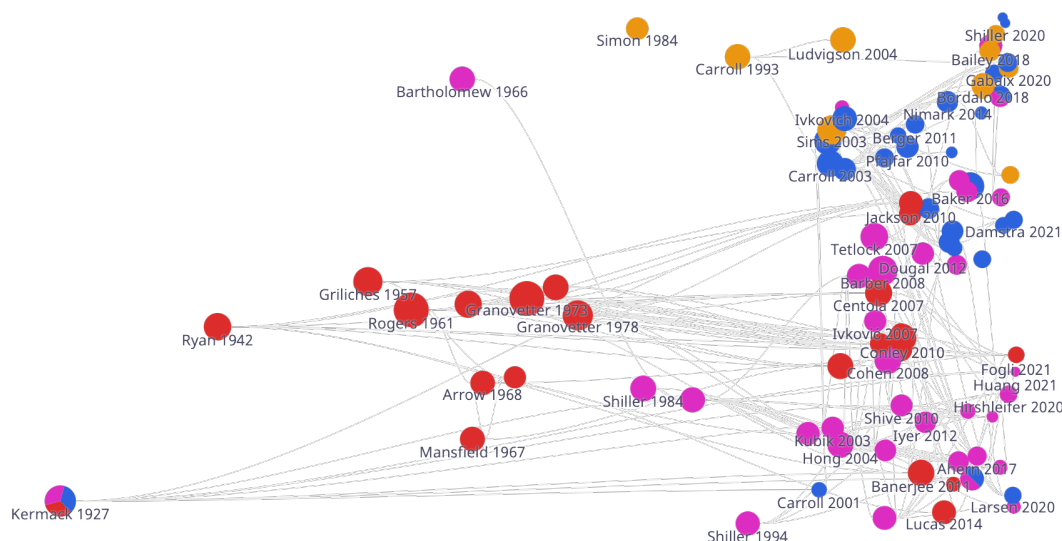 Simon 1984
Shiller 2020
Ludvigson 2004
Bailey 2018
Carroll 1993
Gabaix 2020
Bartholomew 1966
Bordalo 2018
Nimark 2014
Ivkovich 2004
Berger 2011
Sims 2003
Pfajfar 2010
Carroll 2003
Baker 2016
Jackson 2010
Damstra 2021
Tetlock 2007
Dougal 2012
Barber 2008
Griliches 1957
Centola 2007
Granovetter 1973
Rogers 1961
Granovetter 1978
Ivkovic 2007
Ryan 1942
Conley 2010
Fogli 2021
Cohen 2008
Huang 2021
Arrow 1968
Shiller 1984
Hirshleifer 2020
Shive 2010
Iyer 2012
Kubik 2003
Mansfield 1967
Hong 2004
Ahern 2017
Banerjee 2011
Carroll 2001
Larsen 2020
Kermack 1927
Lucas 2014
Shiller 1994